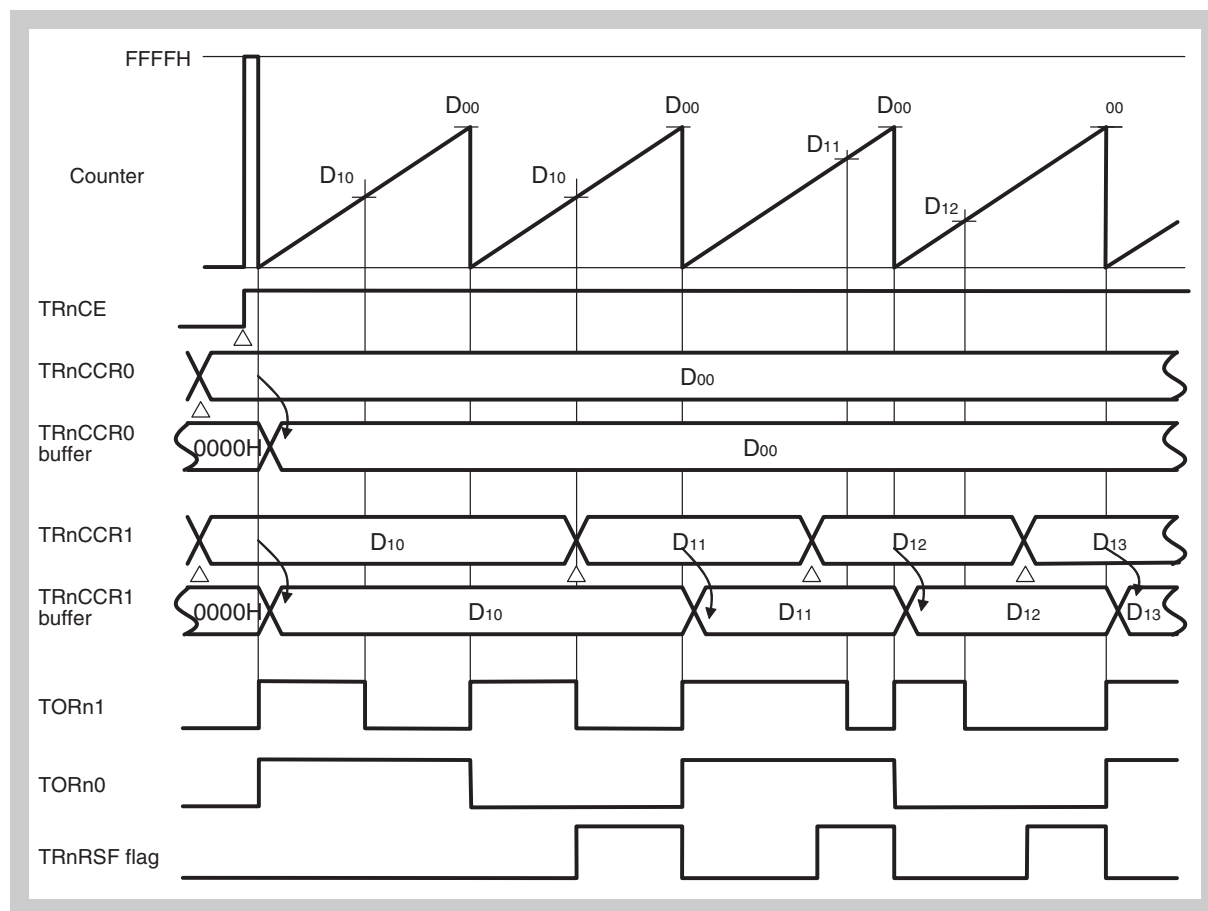 FFFFH
D00 D00 D00 00
D11
D10 D10
Counter
D12
TRnCE
TRnCCR0
D00
TRnCCR0
buffer
0000H
D00
TRnCCR1
D10
D11
D12
D13
TRnCCR1
buffer
0000H
D10
D11
D12
D13
TORn1
TORn0
TRnRSF flag